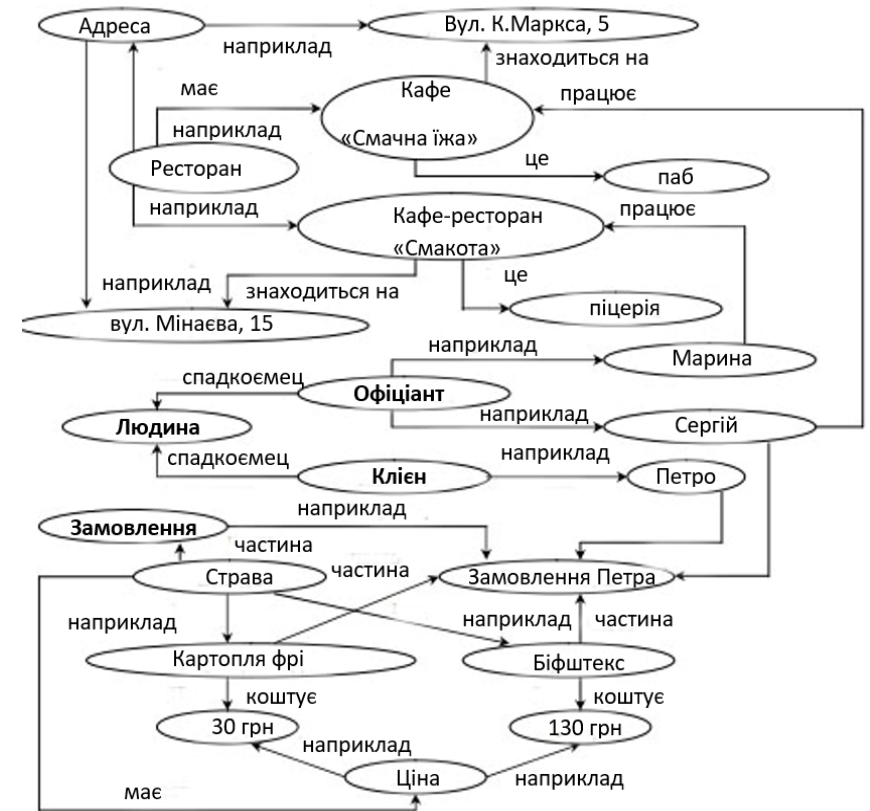 Адреса
Вул. К.Маркса, 5
наприклад
знаходиться на
має
Кафе
«Смачна їжа»
працює
наприклад
Ресторан
це
паб
наприклад
Кафе-ресторан
«Смакота»
працює
наприклад
знаходиться на
це
піцерія
вул. Мінаєва, 15
наприклад
Марина
спадкоємец
Офіціант
наприклад
Людина
Сергій
спадкоємец
наприклад
Клієн
Петро
наприклад
Замовлення
частина
Страва
частина
Замовлення Петра
наприклад
наприклад
частина
Картопля фрі
Біфштекс
коштує
коштує
30 грн
130 грн
наприклад
Ціна
наприклад
має